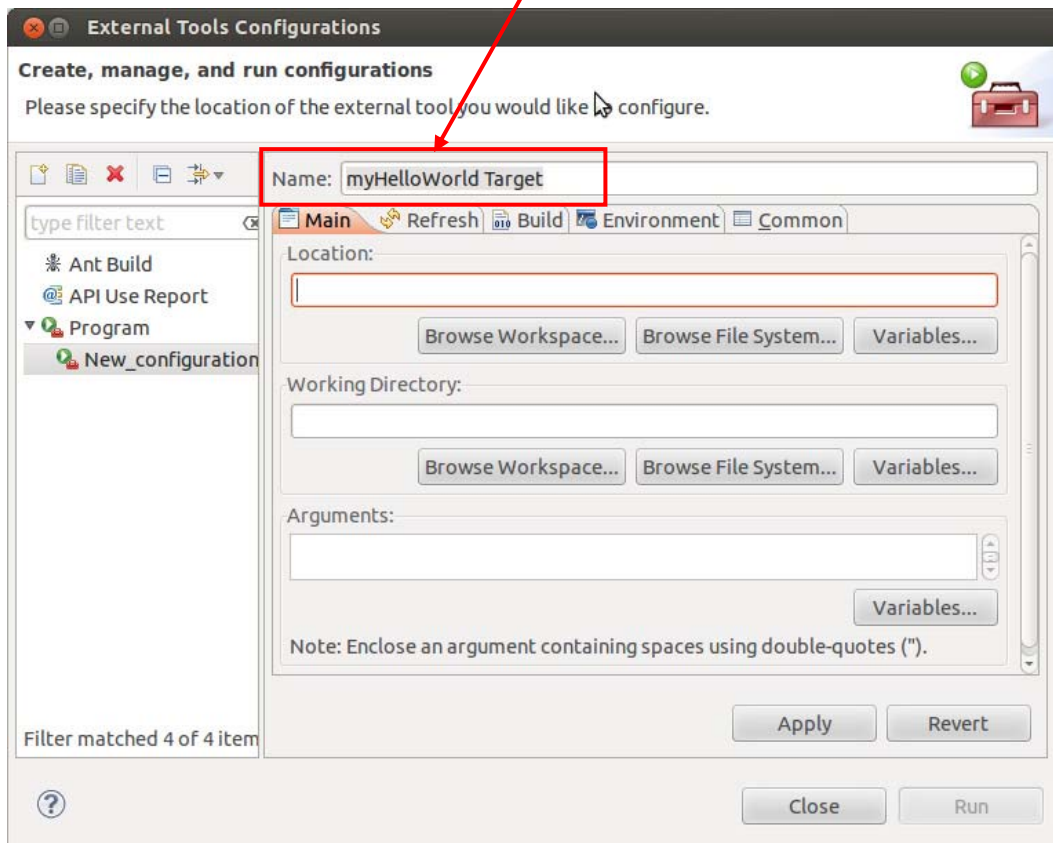 External Tools Configurations
Create, manage, and run configurations
Please specify the location of the external tool you would like to configure.
Name: myHelloWorld Target
type filter text
Main Refresh Build Environment Common
Ant Build
API Use Report
Program
New_configuration
Location:
Browse Workspace... Browse File System... Variables...
Working Directory:
Browse Workspace... Browse File System... Variables...
Arguments:
Variables...
Note: Enclose an argument containing spaces using double-quotes (").
Filter matched 4 of 4 item
Apply Revert
Close Run